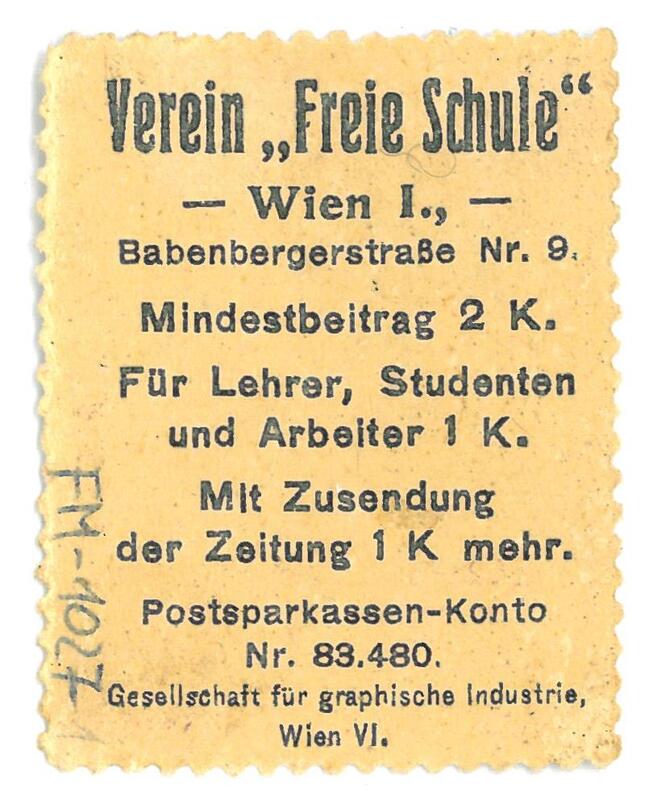 Verein „Freie Schule“
— Wien I., —
Babenbergerstraße Nr. 9.
Mindestbeitrag 2 K.
Für Lehrer, Studenten
und Arbeiter 1 K.
Mit Zusendung
der Zeitung 1 K mehr.
Postsparkassen-Konto
Nr. 83.480.
Gesellschaft für graphische Industrie,
Wien VI.
FM-1027-1